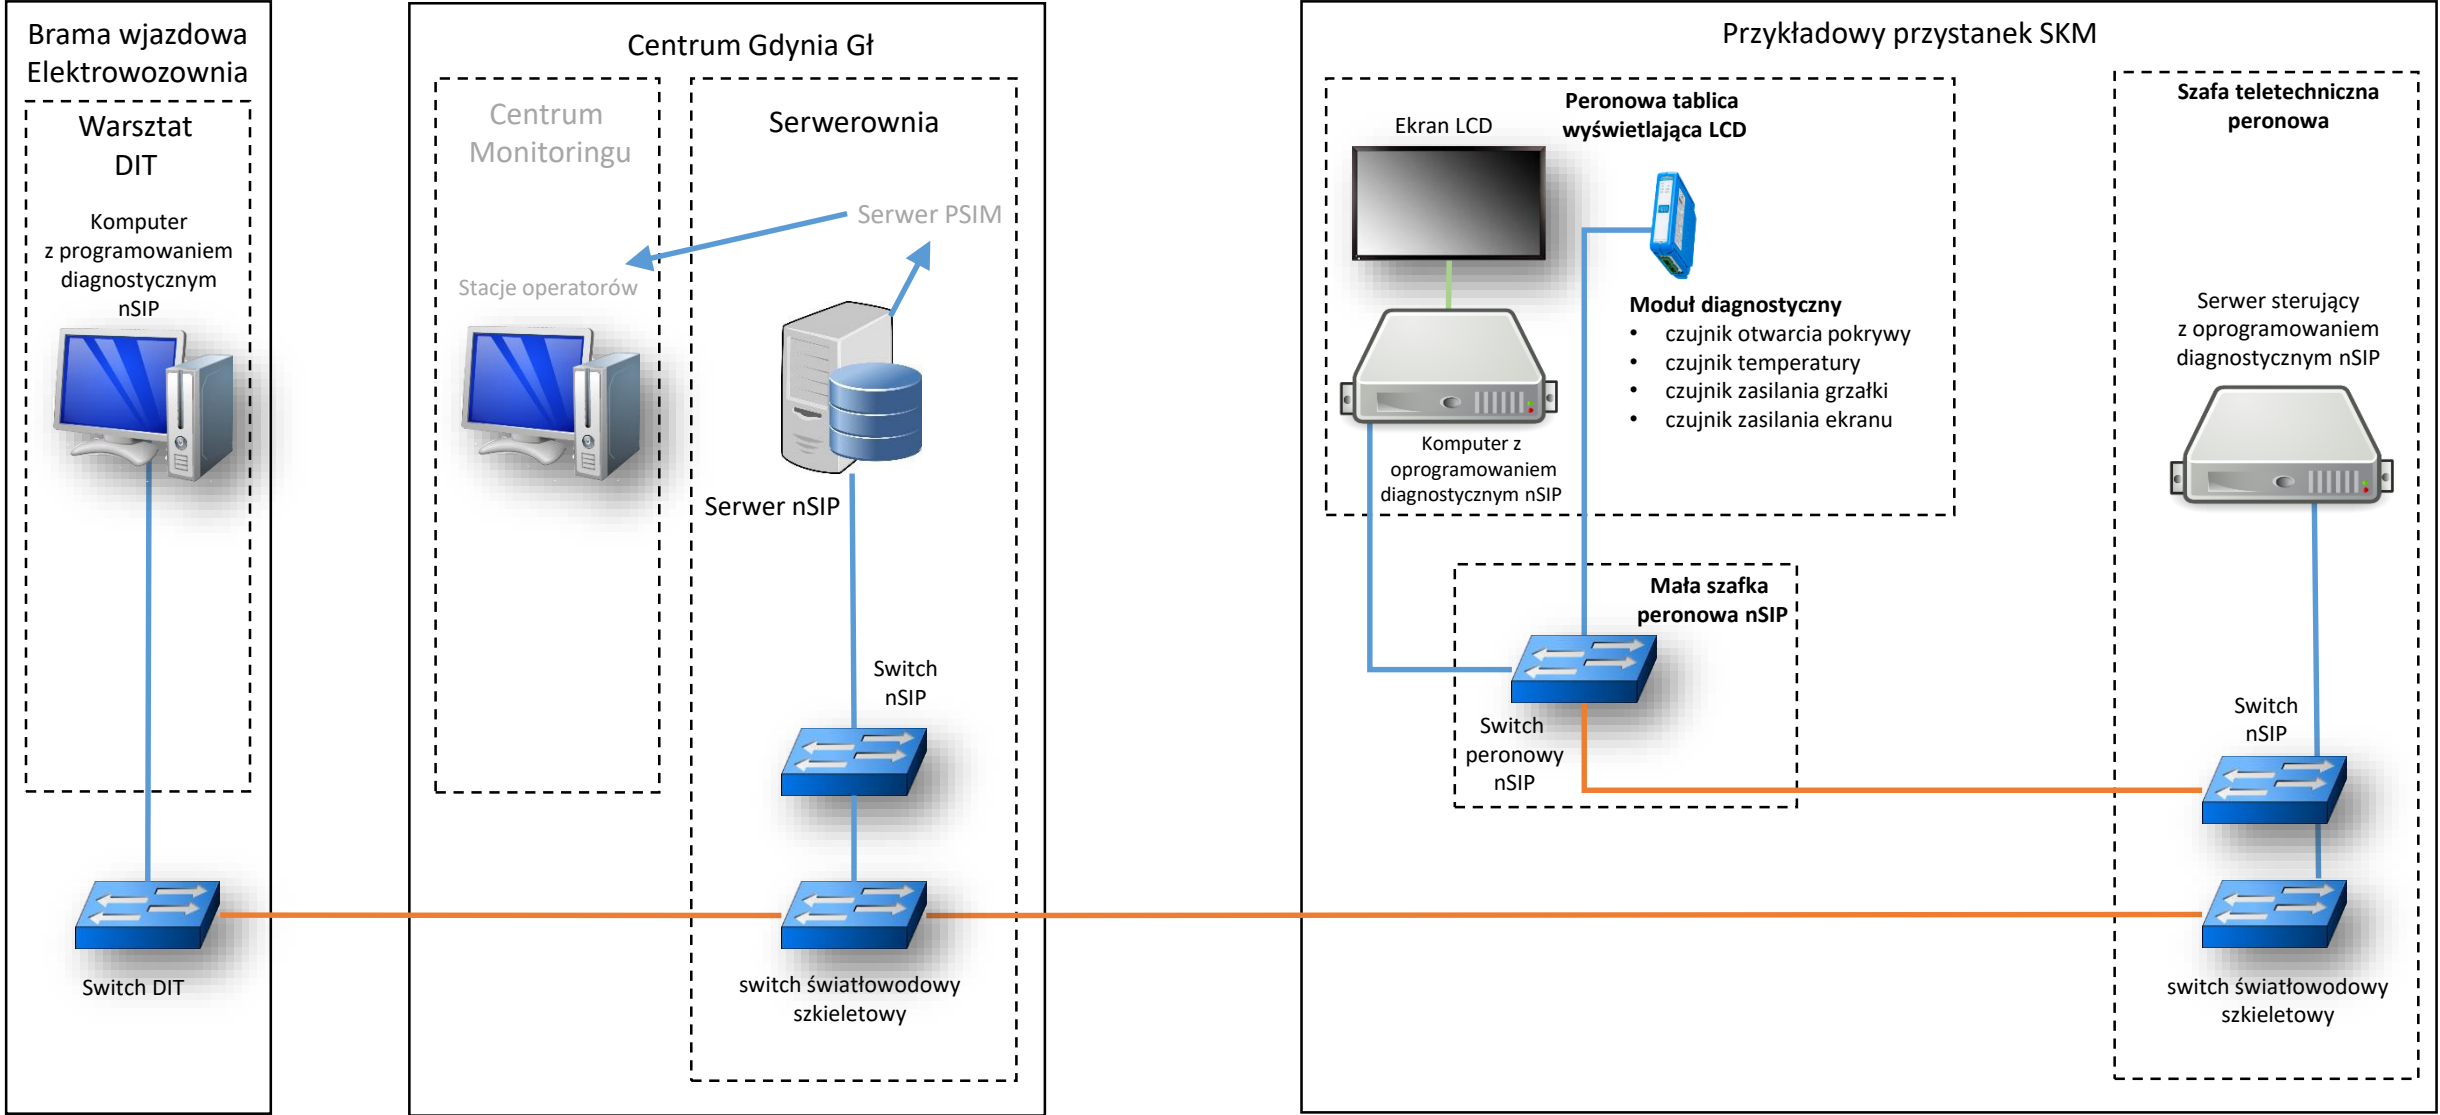 Brama wjazdowa
Elektrowozownia
Warsztat
DIT
Komputer
z programowaniem
diagnostycznym
nSIP
Switch DIT
Centrum Gdynia Gł
Centrum
Monitoringu
Stacje operatorów
Serwerownia
Serwer PSIM
Serwer nSIP
Switch
nSIP
switch światłowodowy
szkieletowy
Przykładowy przystanek SKM
Peronowa tablica
wyświetlająca LCD
Ekran LCD
Moduł diagnostyczny
• czujnik otwarcia pokrywy
• czujnik temperatury
• czujnik zasilania grzałki
• czujnik zasilania ekranu
Komputer z
oprogramowaniem
diagnostycznym nSIP
Mała szafka
peronowa nSIP
Switch
peronowy
nSIP
Szafa teletechniczna
peronowa
Serwer sterujący
z oprogramowaniem
diagnostycznym nSIP
Switch
nSIP
switch światłowodowy
szkieletowy